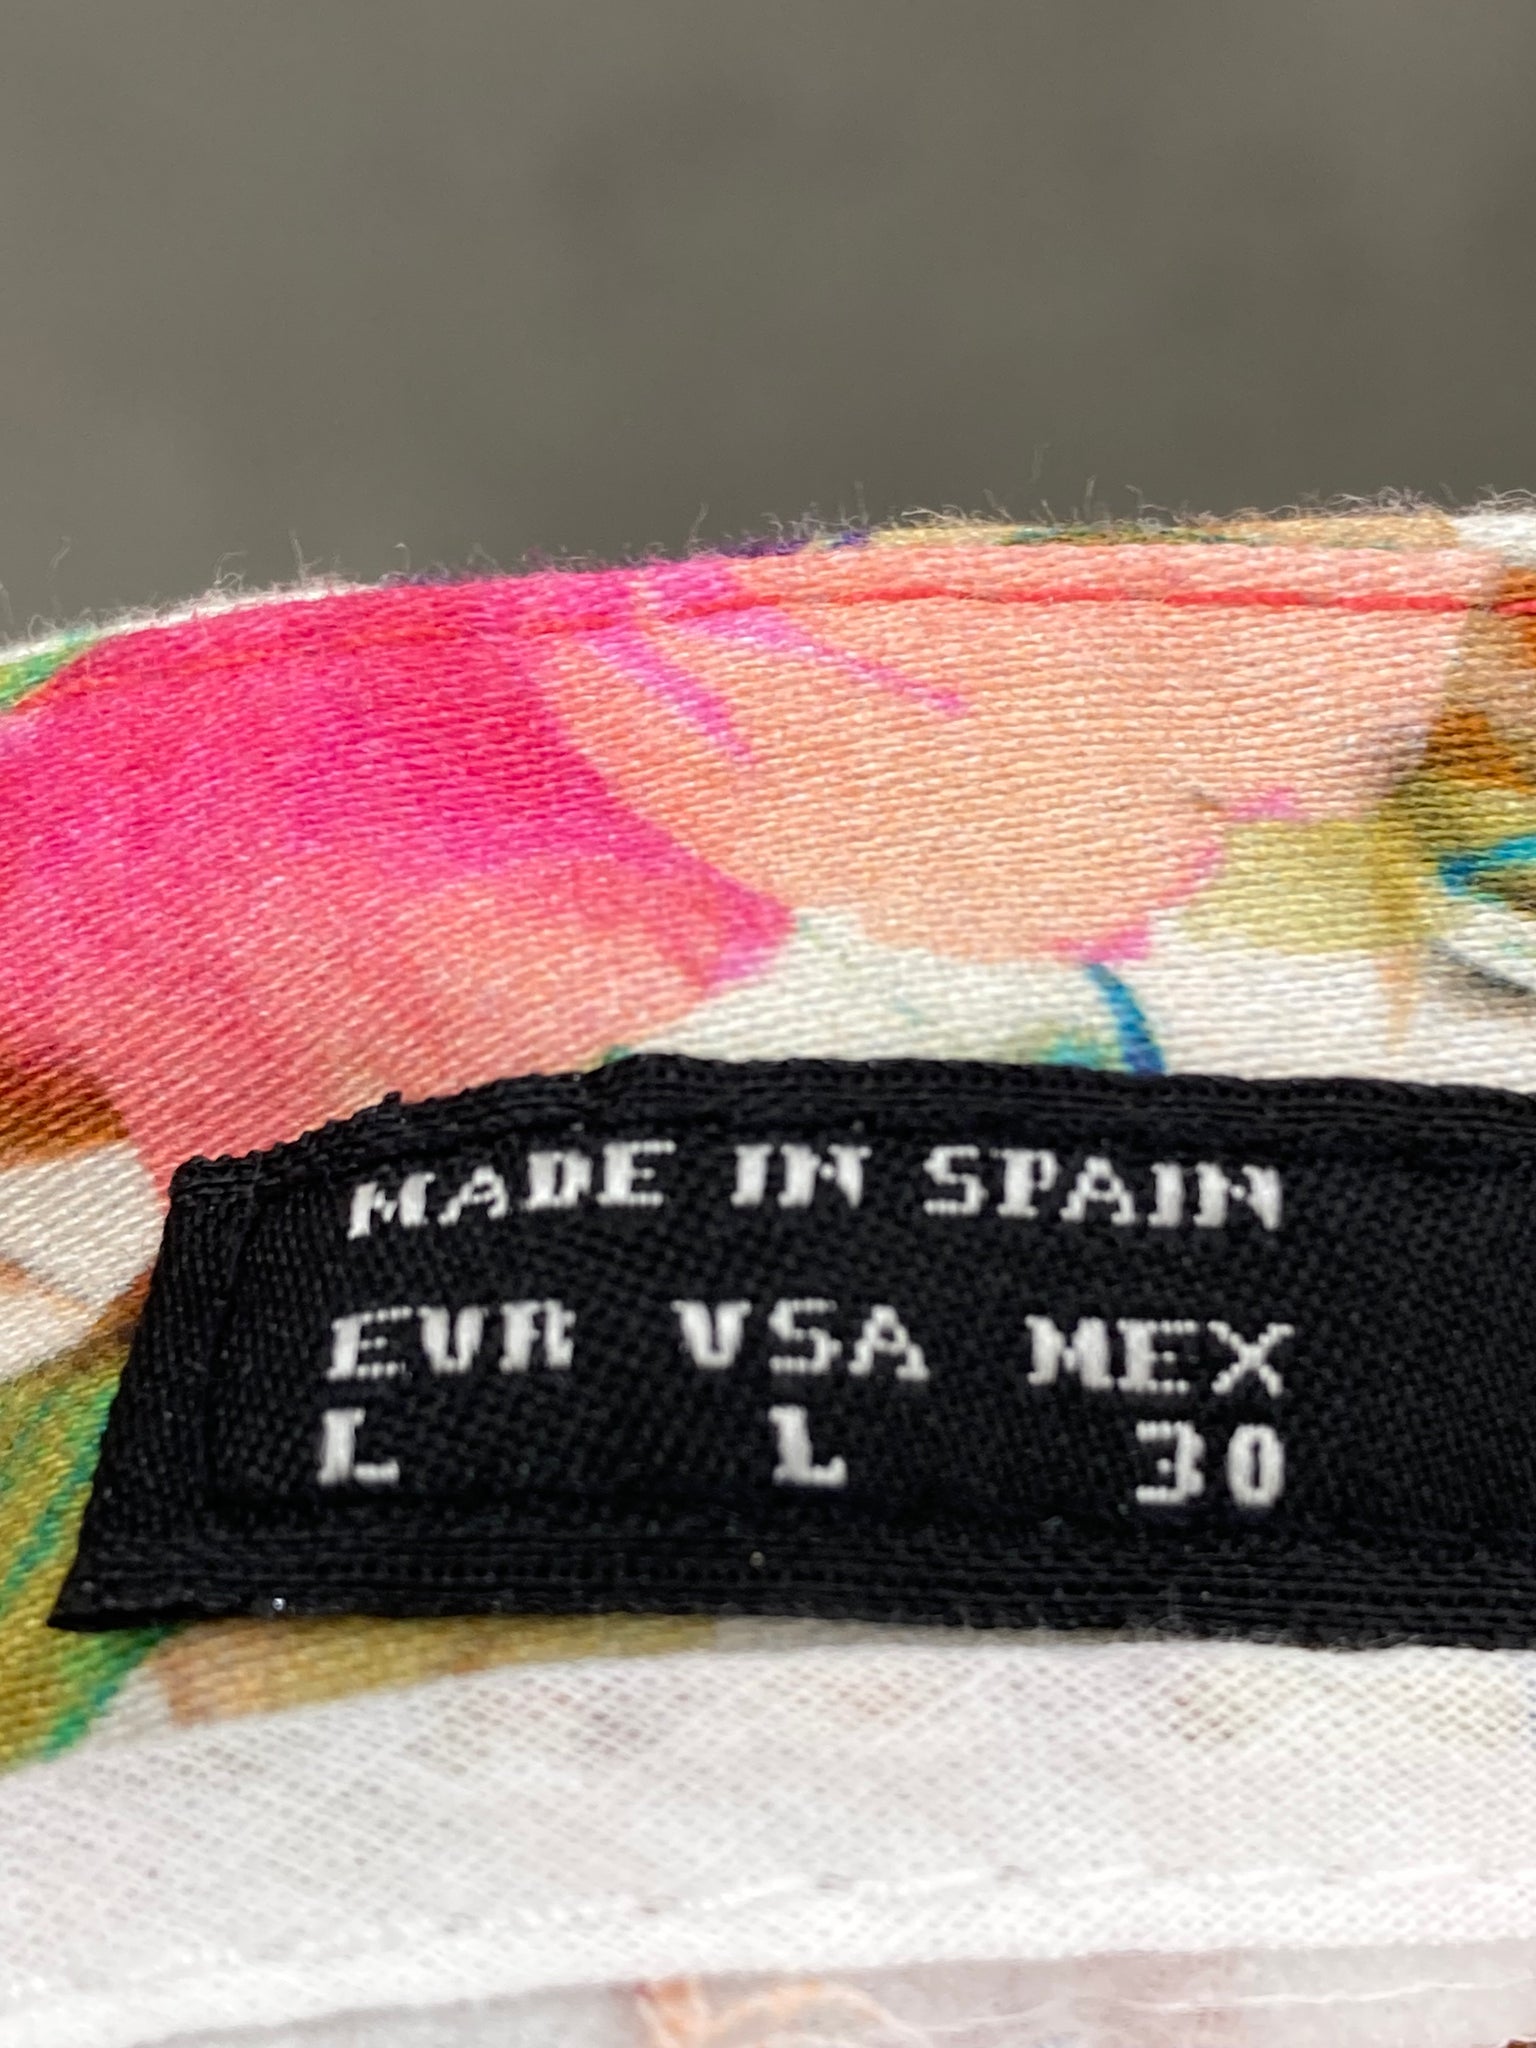 MADE IN SPAIN
EUR USA MEX
L L 30